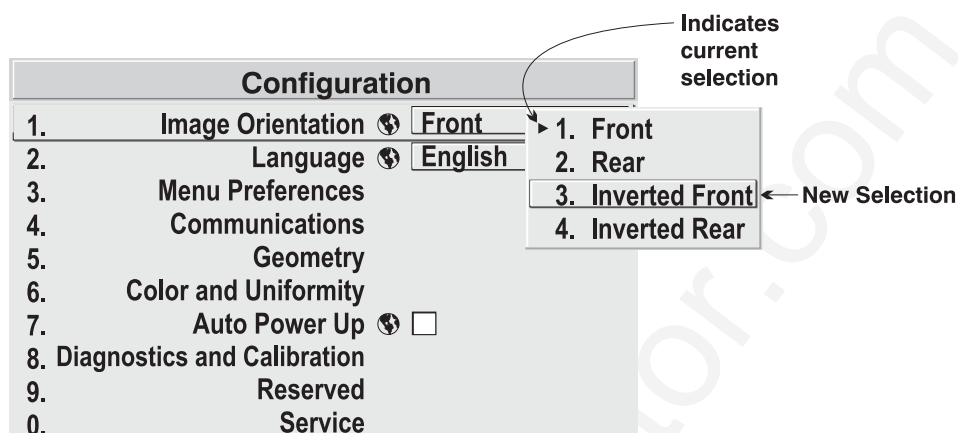 Indicates
current
selection
Configuration
1. Image Orientation Front
2. Language English
3. Menu Preferences
4. Communications
5. Geometry
6. Color and Uniformity
7. Auto Power Up
8. Diagnostics and Calibration
9. Reserved
0. Service
1. Front
2. Rear
3. Inverted Front
4. Inverted Rear
New Selection
tor.com